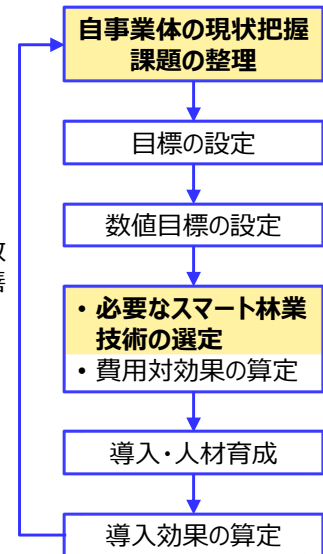 自事業体の現状把握
課題の整理
目標の設定
数値目標の設定
善
・必要なスマート林業
技術の選定
・費用対効果の算定
導入・人材育成
導入効果の算定